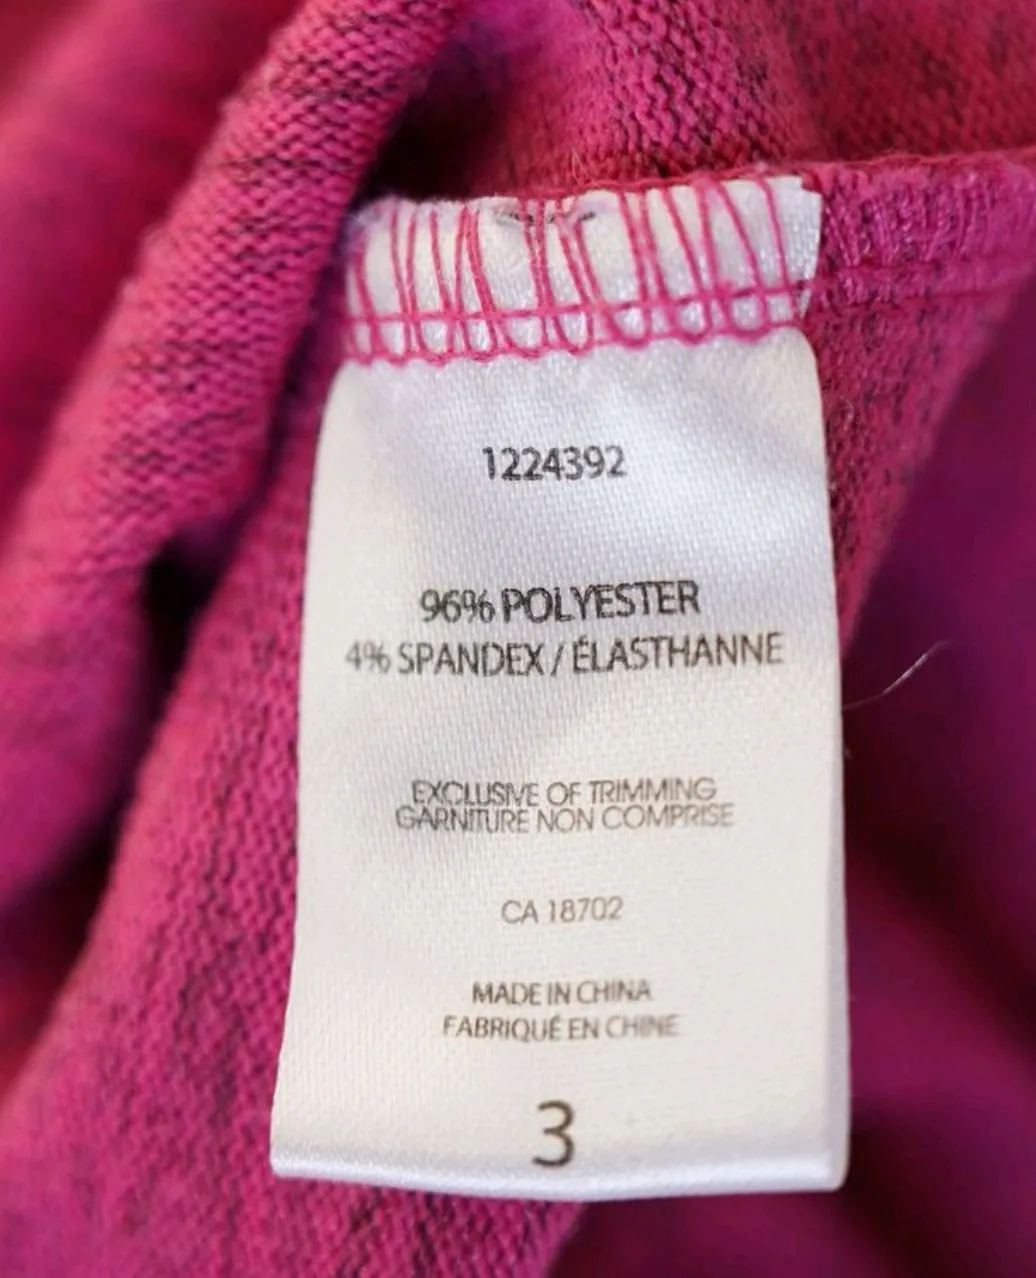 1224392
96% POLYESTER
4% SPANDEX / ÉLASTHANNE
EXCLUSIVE OF TRIMMING
GARNITURE NON COMPRISE
CA 18702
MADE IN CHINA
FABRIQUÉ EN CHINE
3